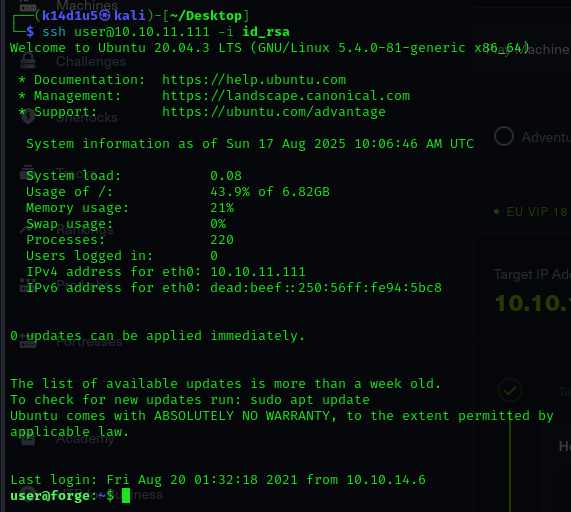 (k14d1u5㉿kali)-[~/Desktop]
$ ssh user@10.10.11.111 -i id_rsa
Welcome to Ubuntu 20.04.3 LTS (GNU/Linux 5.4.0-81-generic x86_64)
* Documentation: https://help.ubuntu.com
* Management: https://landscape.canonical.com
* Support: https://ubuntu.com/advantage
System information as of Sun 17 Aug 2025 10:06:46 AM UTC
System load: 0.08
Usage of /: 43.9% of 6.82GB
Memory usage: 21%
Swap usage: 0%
Processes: 220
Users logged in: 0
IPv4 address for eth0: 10.10.11.111
IPv6 address for eth0: dead:beef::250:56ff:fe94:5bc8
0 updates can be applied immediately.
The list of available updates is more than a week old.
To check for new updates run: sudo apt update
Ubuntu comes with ABSOLUTELY NO WARRANTY, to the extent permitted by
applicable law.
Last login: Fri Aug 20 01:32:18 2021 from 10.10.14.6
user@forge:~$
Machines
Challenges
Sherlocks
Rankings
Fortresses
Academy
Business
EU VIP 18
Target IP Ad
10.10.